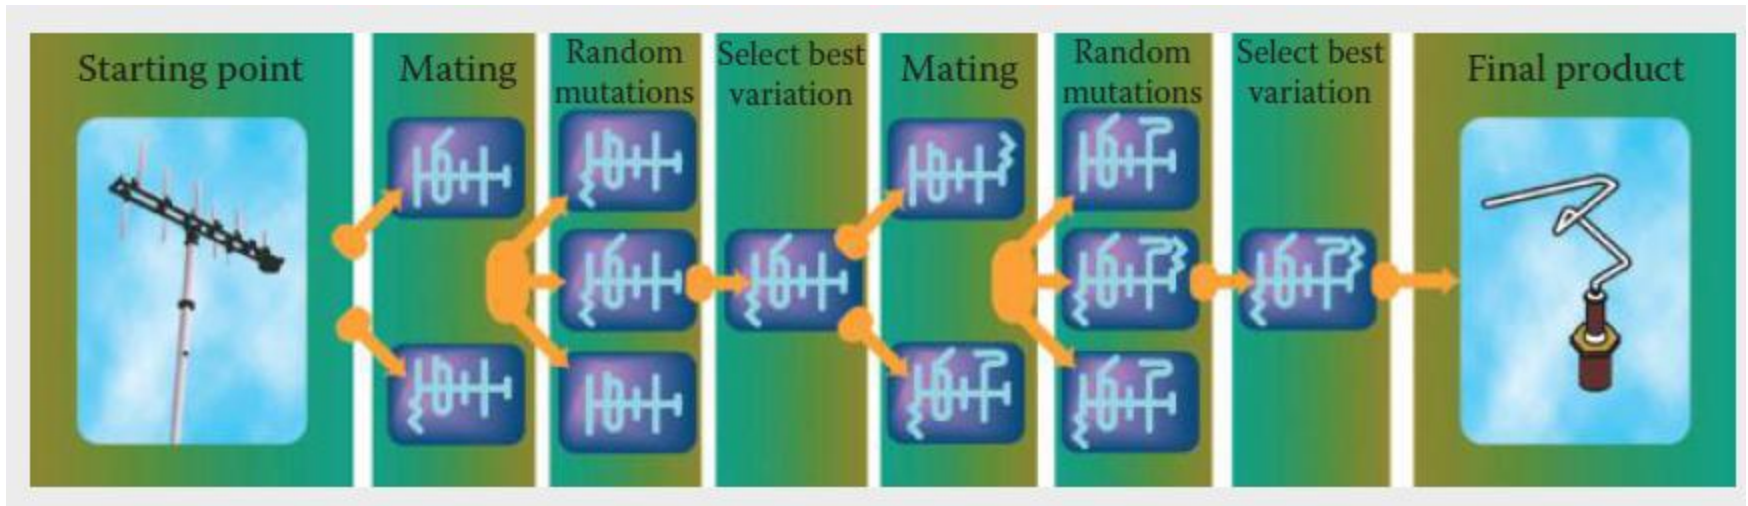 Starting point
Mating
Random
mutations
Select best
variation
Mating
Random
mutations
Select best
variation
Final product